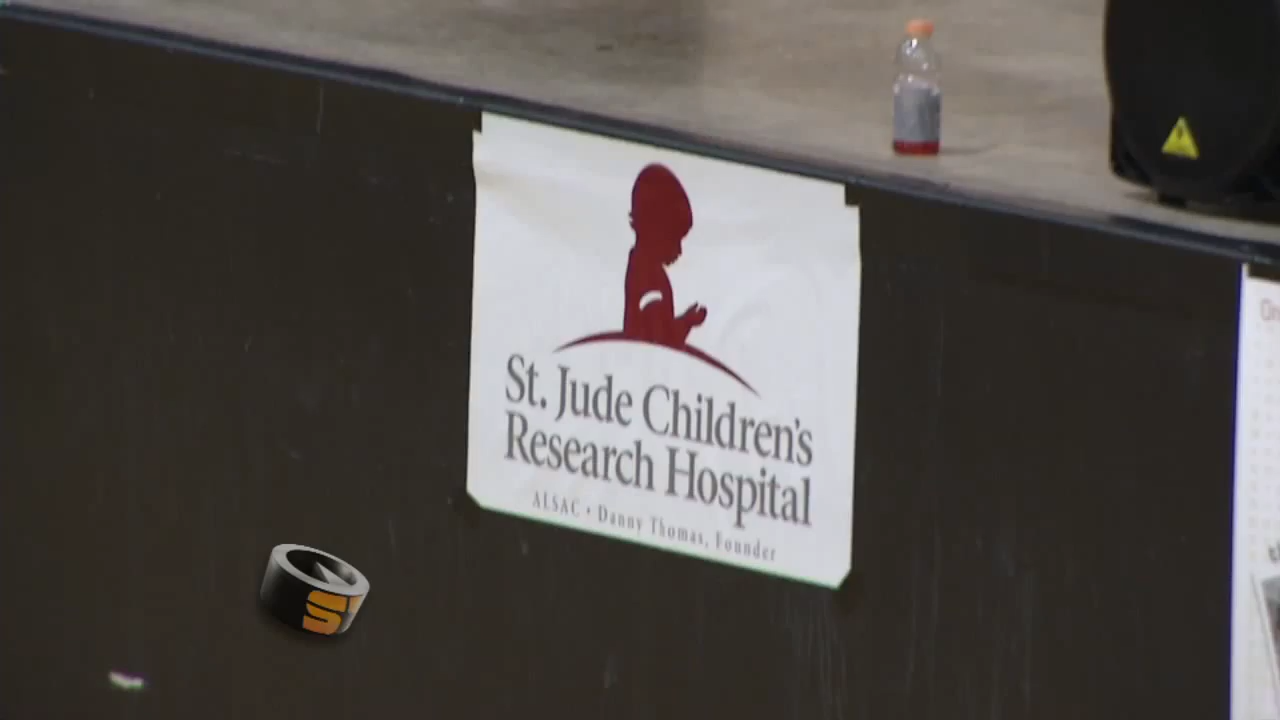 St. Jude Children's
Research Hospital
ALSAC • Danny Thomas, Founder